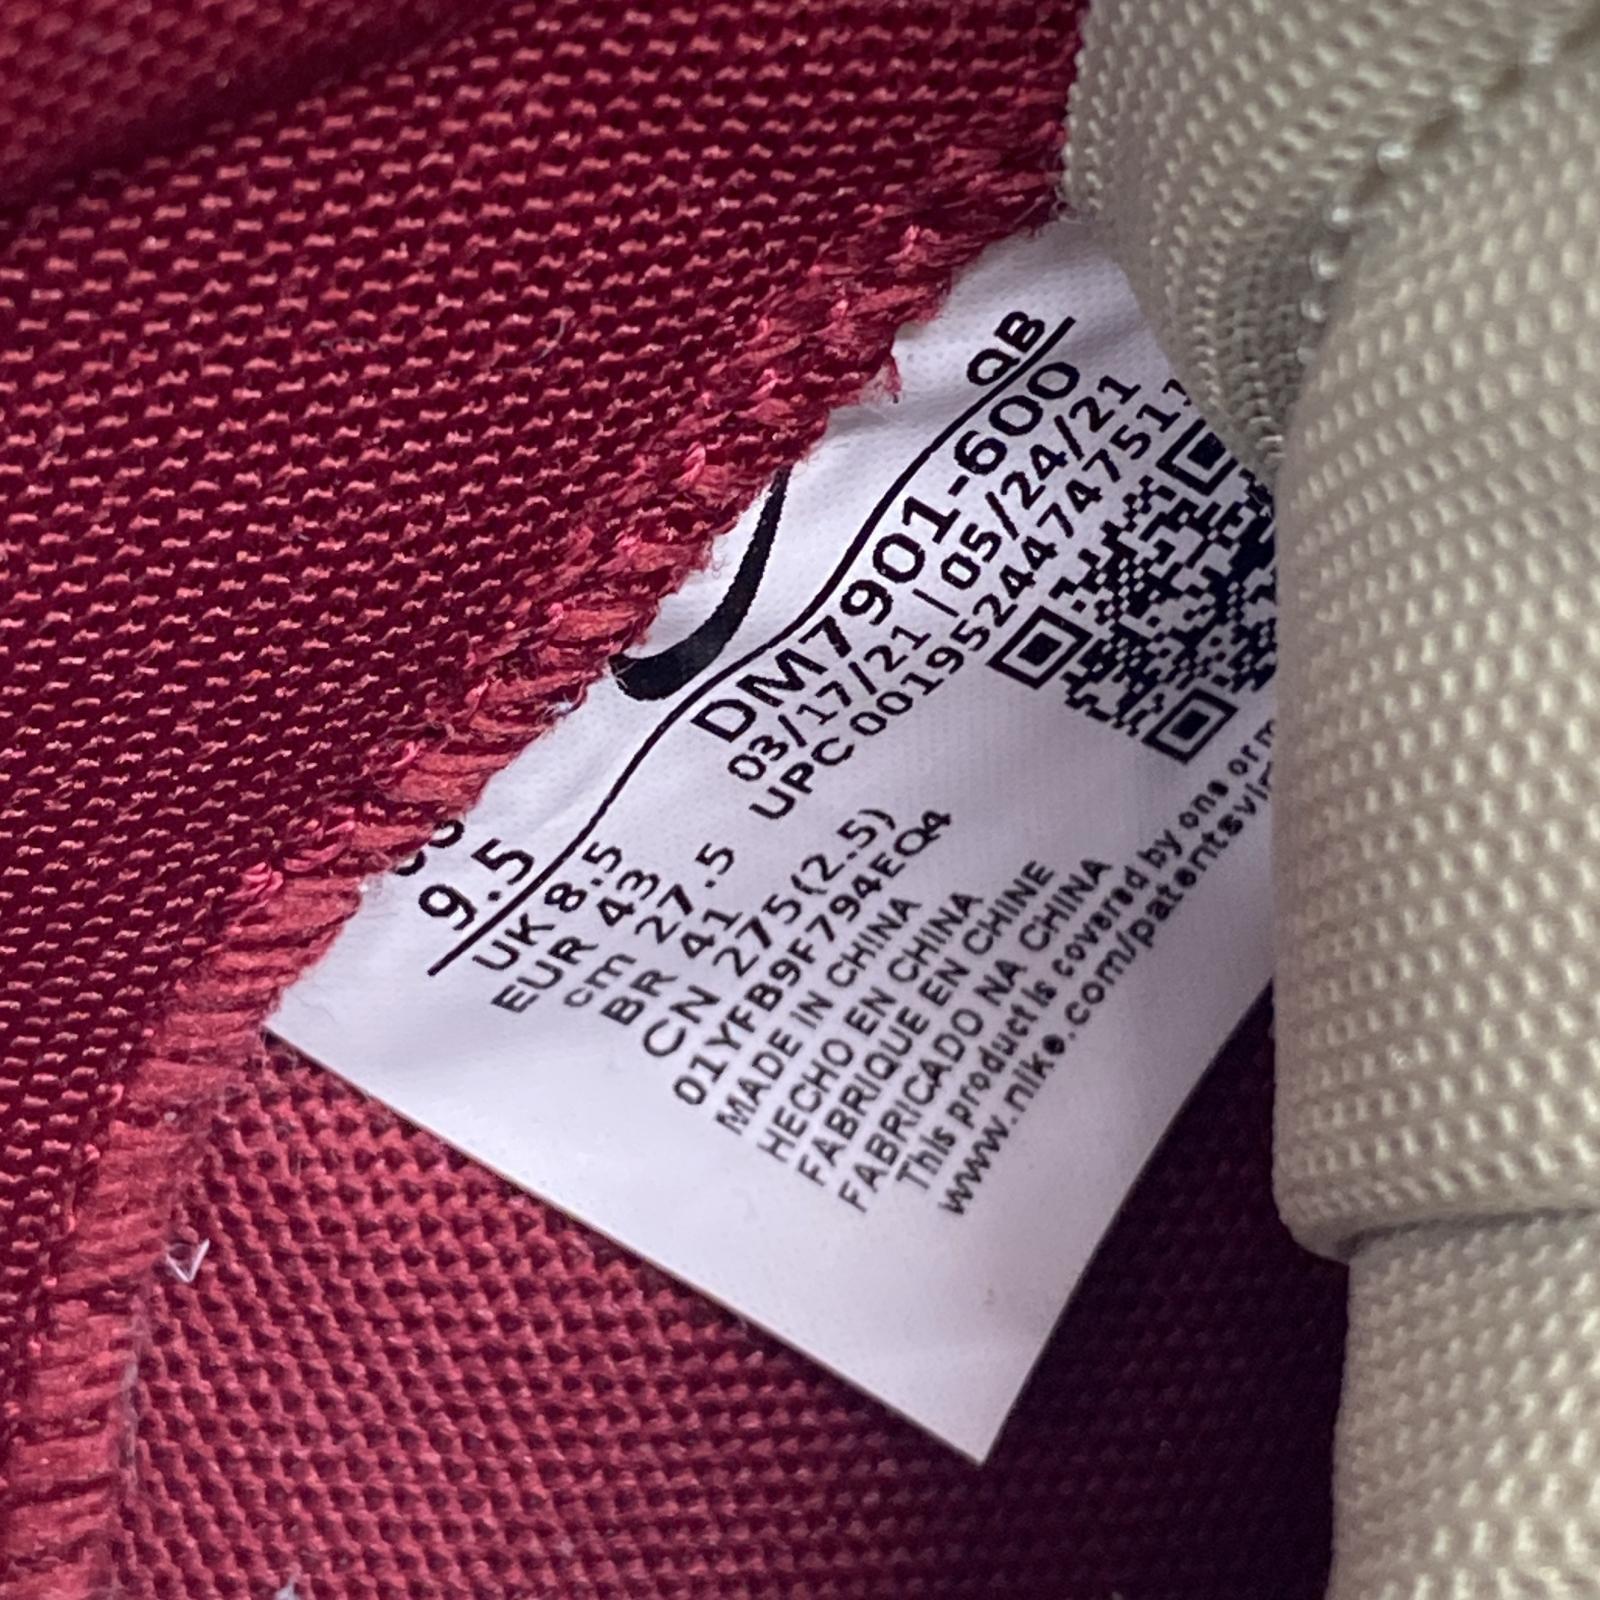 9.5
QB
UK 8.5
EUR 43
cm 27.5
BR 41
CN 275(2.5)
DM7901-600
03/17/21 | 05/24/21
UPC 00195244747511
01YFB9F794EQ4
MADE IN CHINA
HECHO EN CHINA
FABRIQUE EN CHINE
FABRICADO NA CHINA
This product is covered by one or
www.nike.com/patents